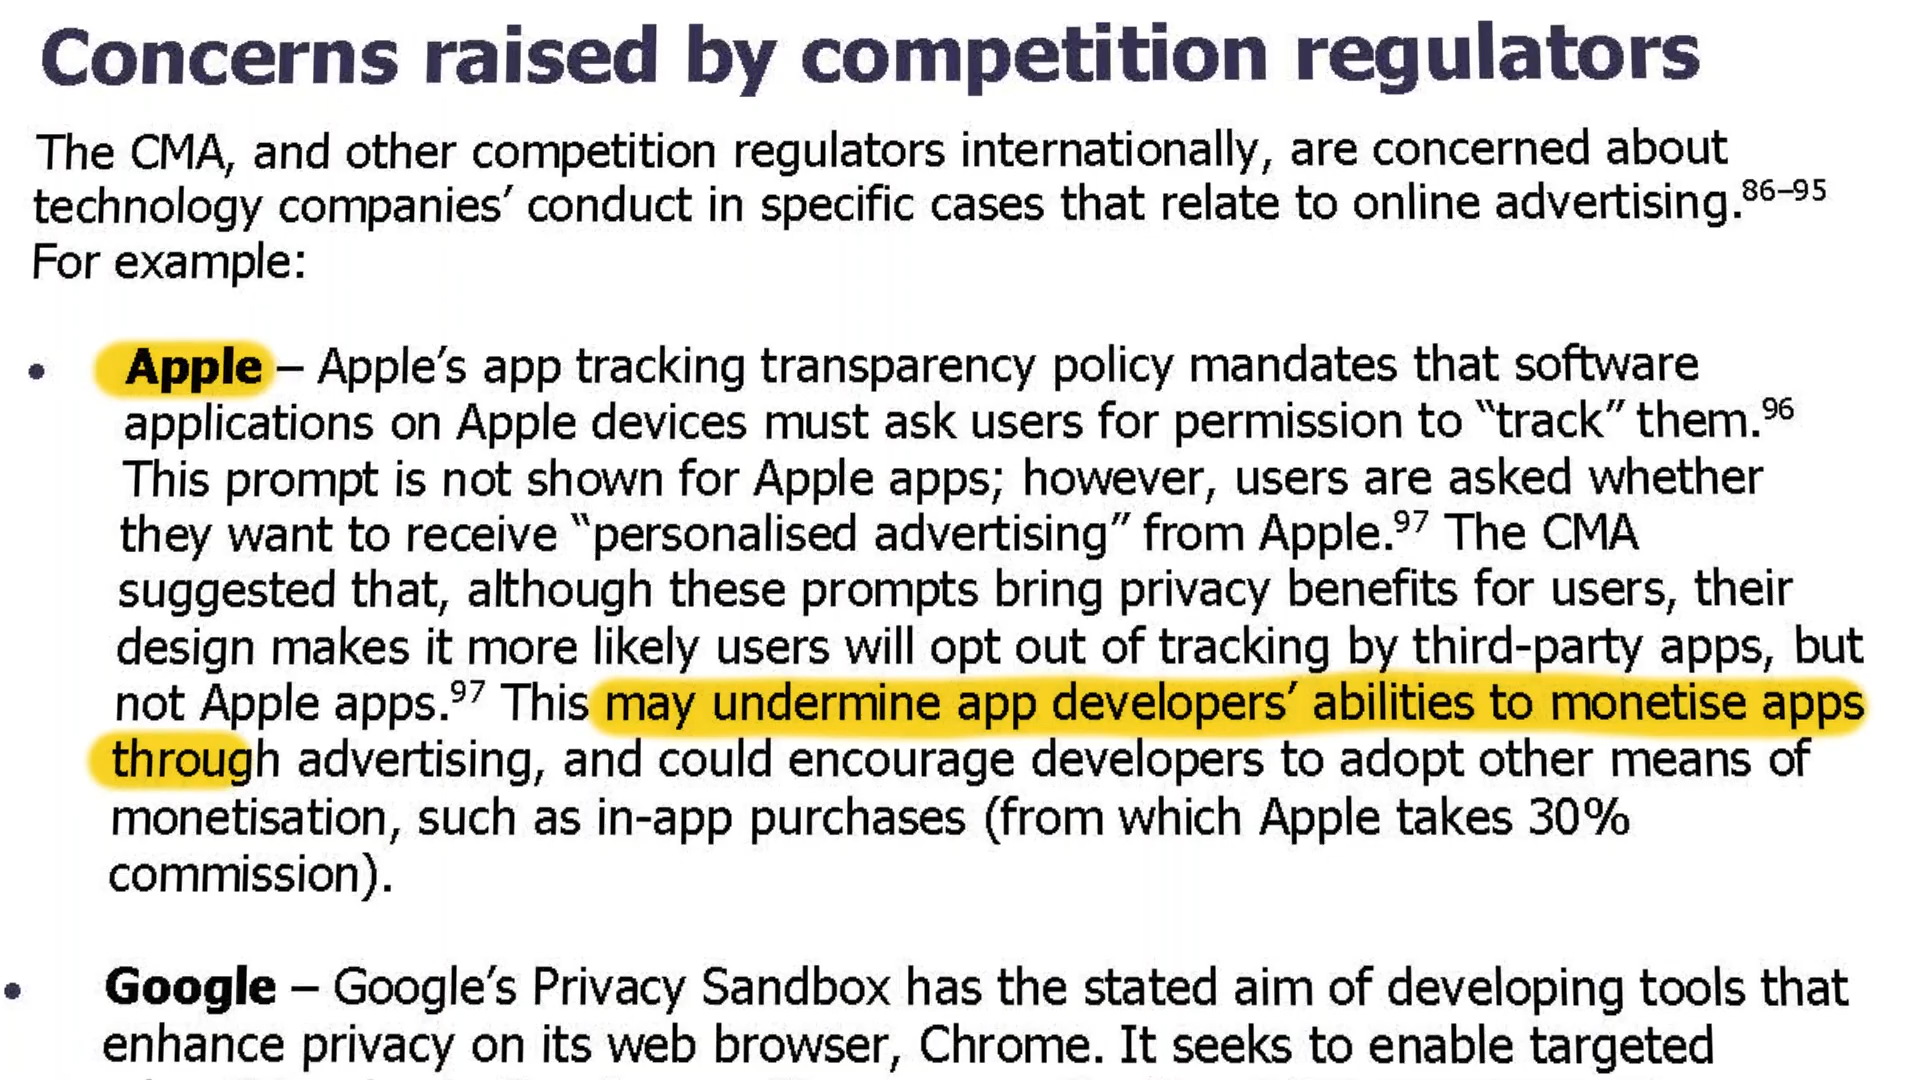 Concerns raised by competition regulators
The CMA, and other competition regulators internationally, are concerned about
technology companies’ conduct in specific cases that relate to online advertising.86–95
For example:
• Apple – Apple’s app tracking transparency policy mandates that software
applications on Apple devices must ask users for permission to “track” them.96
This prompt is not shown for Apple apps; however, users are asked whether
they want to receive “personalised advertising” from Apple.97 The CMA
suggested that, although these prompts bring privacy benefits for users, their
design makes it more likely users will opt out of tracking by third-party apps, but
not Apple apps.97 This may undermine app developers’ abilities to monetise apps
through advertising, and could encourage developers to adopt other means of
monetisation, such as in-app purchases (from which Apple takes 30%
commission).
• Google – Google’s Privacy Sandbox has the stated aim of developing tools that
enhance privacy on its web browser, Chrome. It seeks to enable targeted